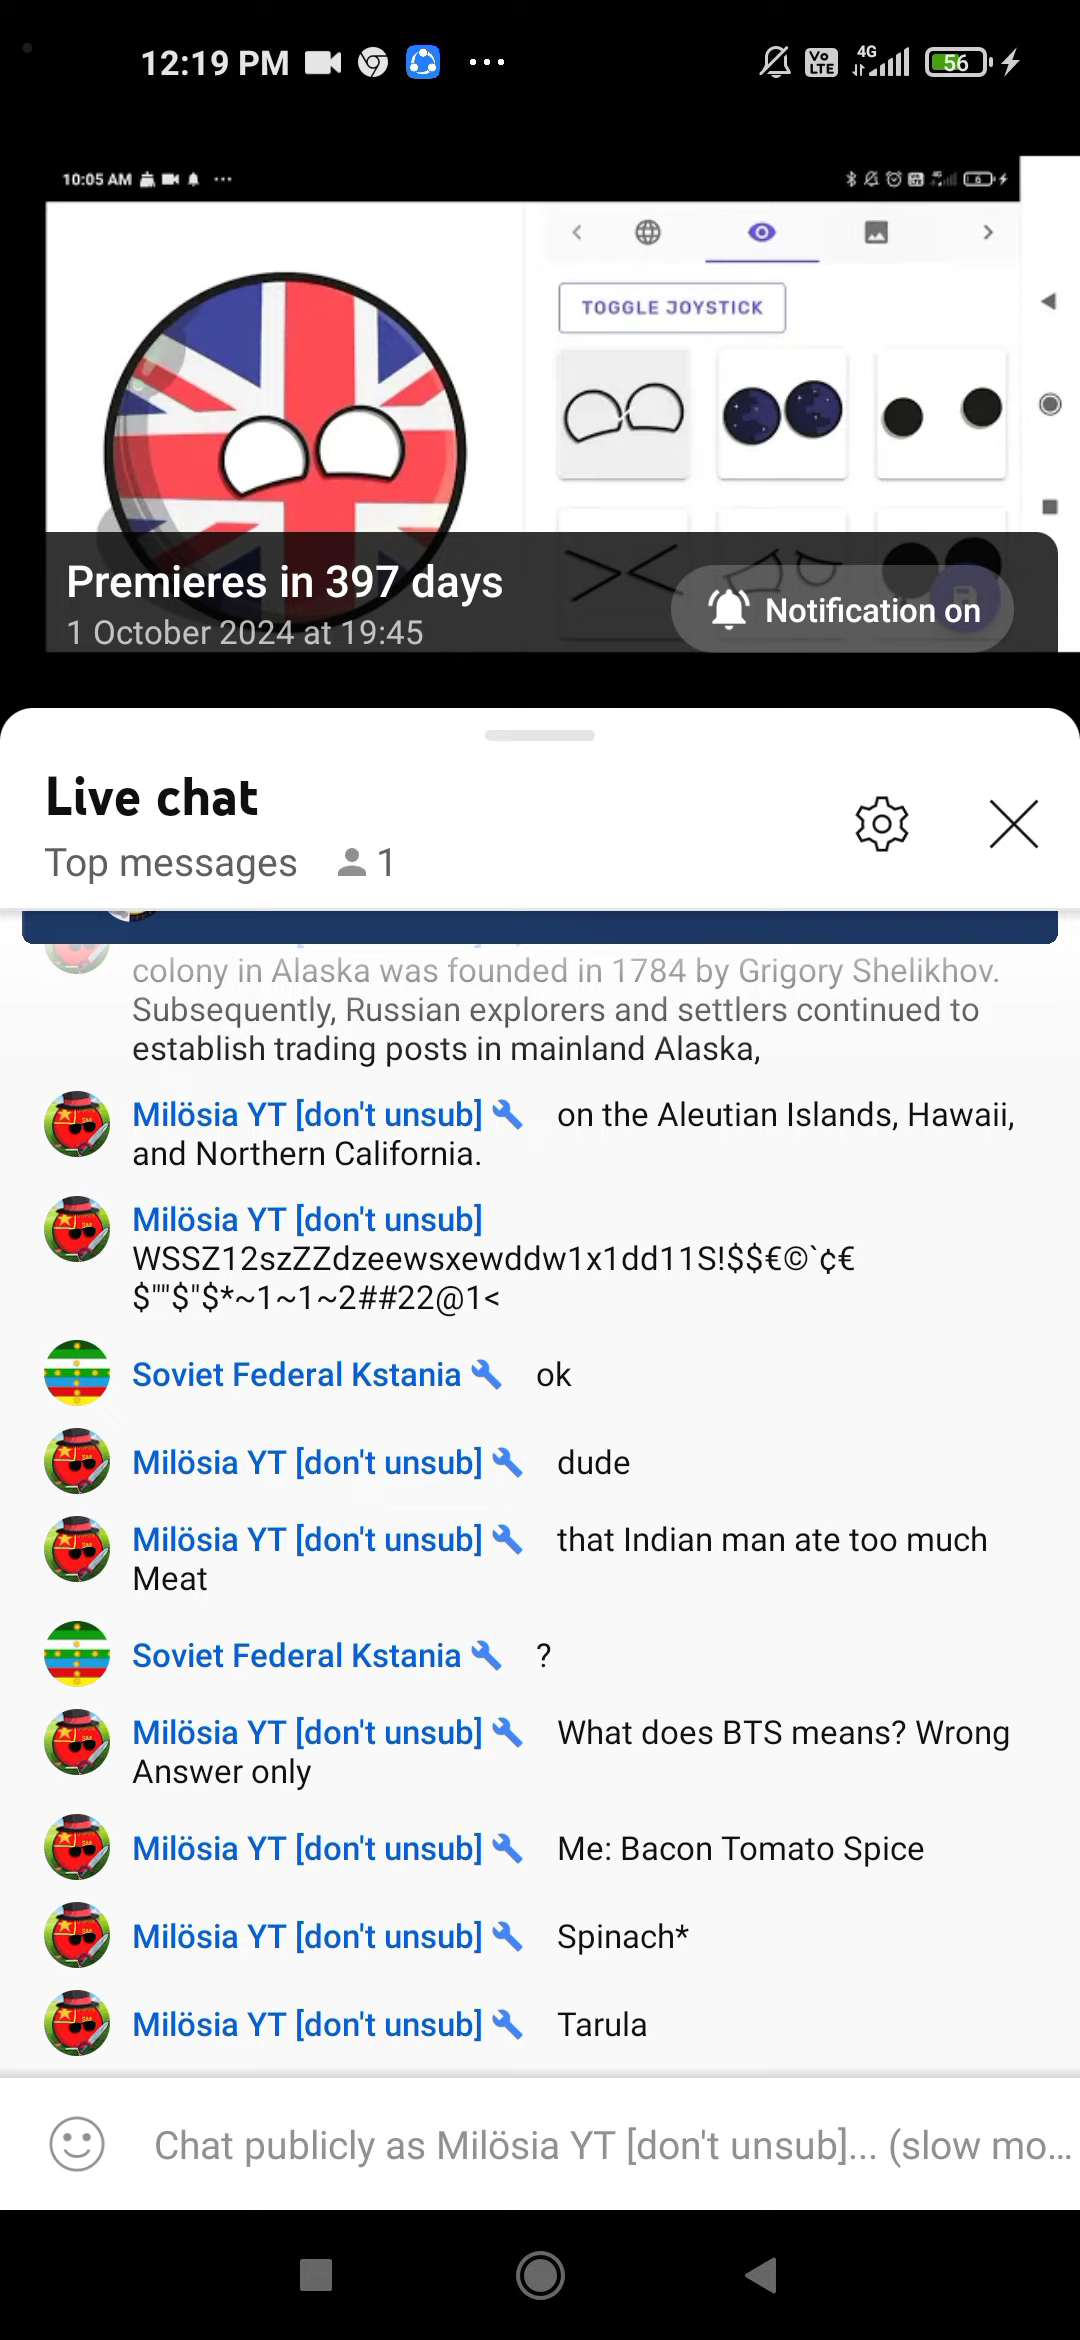 12:19 PM
Vo LTE 4G 56
10:05 AM
6
TOGGLE JOYSTICK
Premieres in 397 days
1 October 2024 at 19:45
Notification on
Live chat
Top messages 1
colony in Alaska was founded in 1784 by Grigory Shelikhov.
Subsequently, Russian explorers and settlers continued to
establish trading posts in mainland Alaska,
Milösia YT [don't unsub] on the Aleutian Islands, Hawaii,
and Northern California.
Milösia YT [don't unsub]
WSSZ12szZZdzeewsxewddw1x1dd11S!$$€©`¢€
$""$"$*~1~1~2##22@1<
Soviet Federal Kstania ok
Milösia YT [don't unsub] dude
Milösia YT [don't unsub] that Indian man ate too much
Meat
Soviet Federal Kstania ?
Milösia YT [don't unsub] What does BTS means? Wrong
Answer only
Milösia YT [don't unsub] Me: Bacon Tomato Spice
Milösia YT [don't unsub] Spinach*
Milösia YT [don't unsub] Tarula
Chat publicly as Milösia YT [don't unsub]... (slow mo...